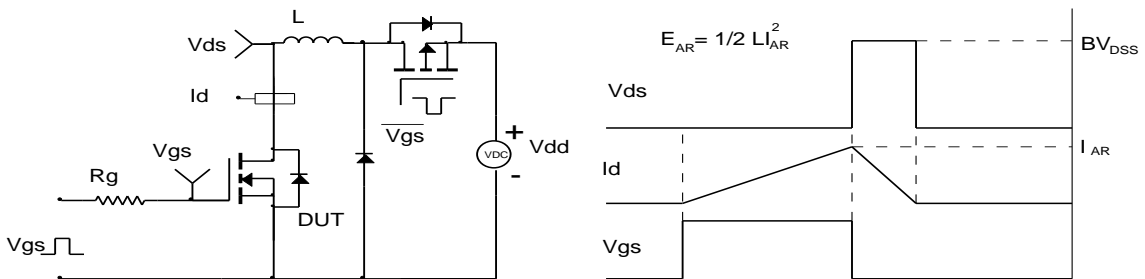 L
E_AR = 1/2 LI²_AR
BV_DSS
Vds
Vds
Id
+
Vgs
VDC
Vdd
I_AR
Vgs
-
Id
Rg
DUT
Vgs
Vgs